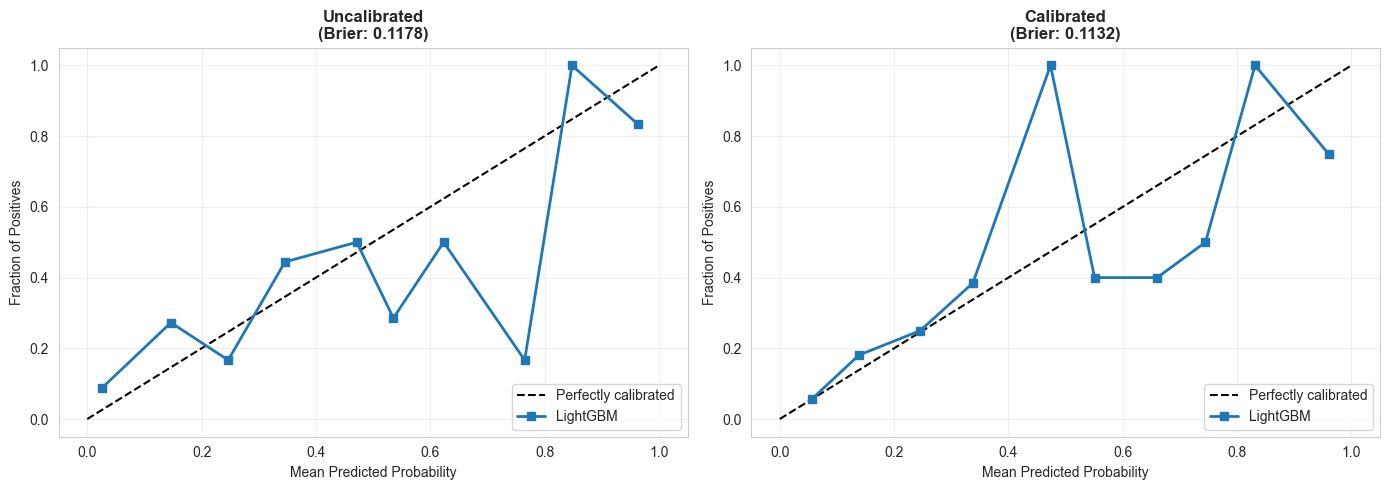 Uncalibrated
(Brier: 0.1178)
Fraction of Positives
1.0
0.8
0.6
0.4
0.2
0.0
Perfectly calibrated
LightGBM
0.0 0.2 0.4 0.6 0.8 1.0
Mean Predicted Probability
Calibrated
(Brier: 0.1132)
Fraction of Positives
1.0
0.8
0.6
0.4
0.2
0.0
Perfectly calibrated
LightGBM
0.0 0.2 0.4 0.6 0.8 1.0
Mean Predicted Probability